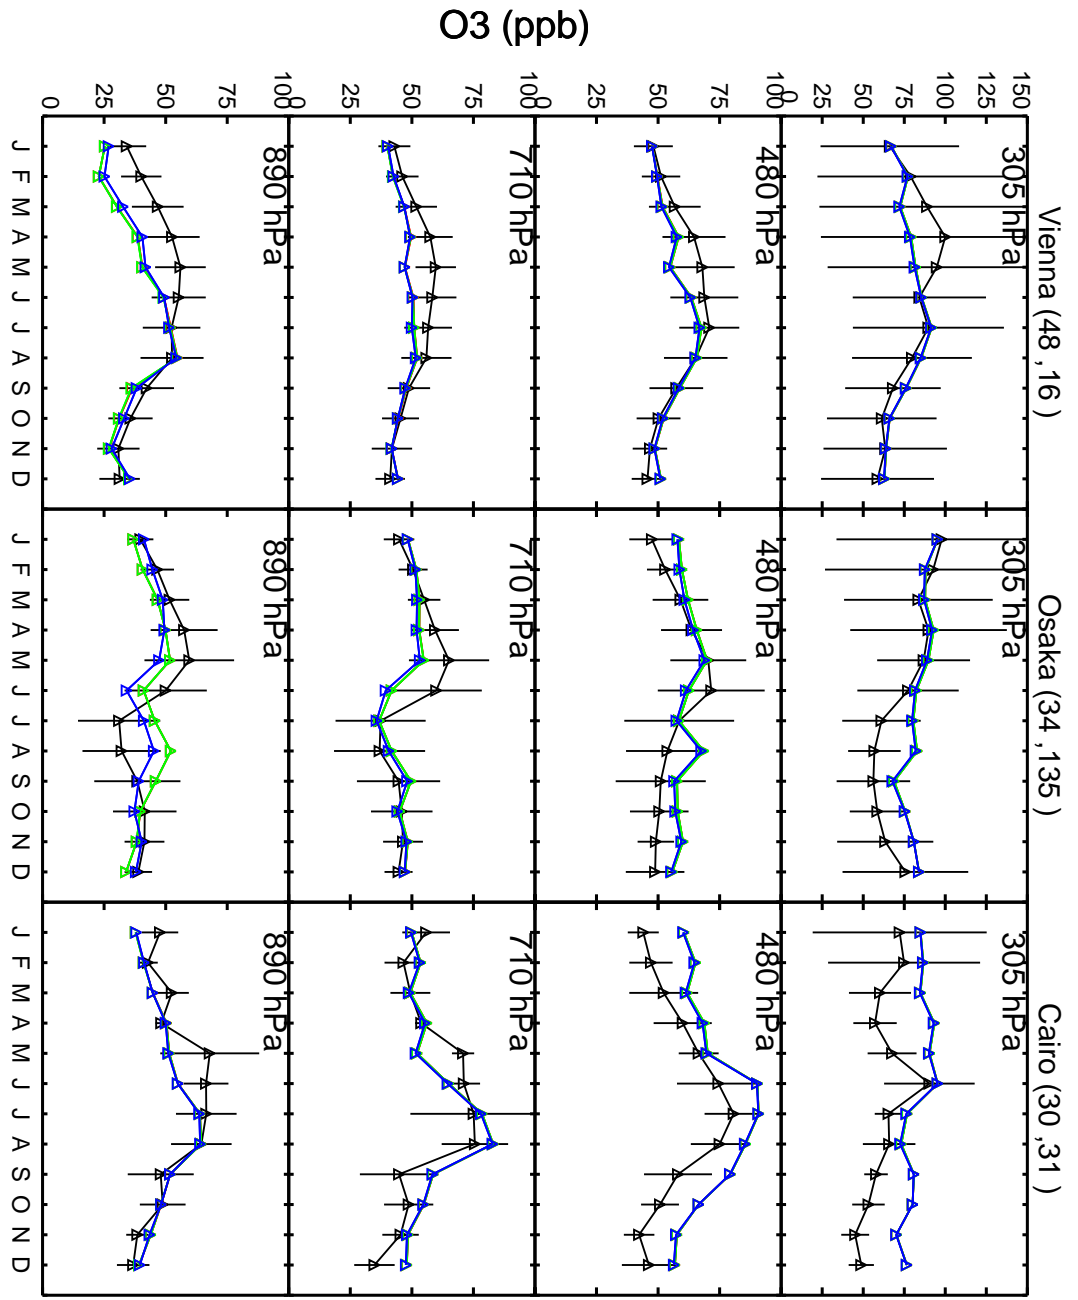 O3 (ppb)
0 25 50 75 100
0 25 50 75 100
0 25 50 75 100
0 25 50 75 100 125 150
Vienna (48 ,16 )
305 hPa
480 hPa
710 hPa
890 hPa
J F M A M J J A S O N D
Osaka (34 ,135 )
305 hPa
480 hPa
710 hPa
890 hPa
J F M A M J J A S O N D
Cairo (30 ,31 )
305 hPa
480 hPa
710 hPa
890 hPa
J F M A M J J A S O N D